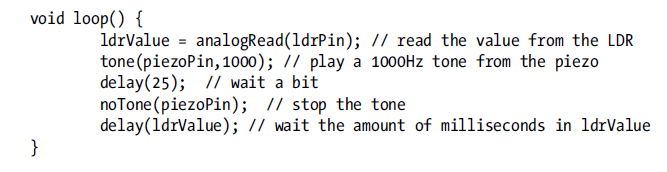 void loop() {
ldrValue = analogRead(ldrPin); // read the value from the LDR
tone(piezoPin,1000); // play a 1000Hz tone from the piezo
delay(25);  // wait a bit
noTone(piezoPin);  // stop the tone
delay(ldrValue); // wait the amount of milliseconds in ldrValue
}